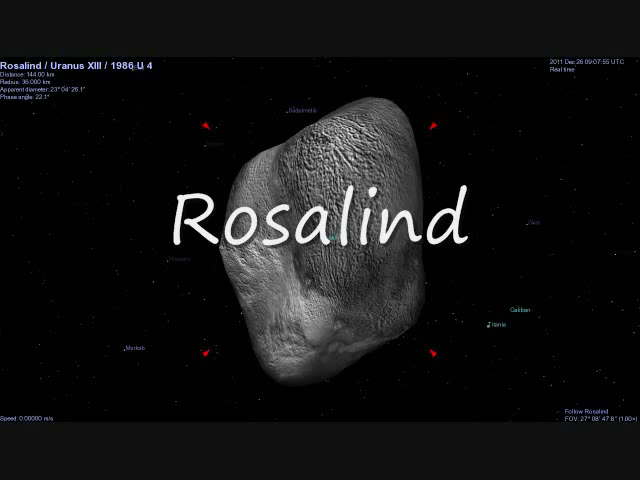 Rosalind / Uranus XIII / 1986 U 4
Distance: 144.00 km
Radius: 36.000 km
Apparent diameter: 23° 04' 26.1"
Phase angle: 22.1°
2011 Dec 26 09:07:55 UTC
Real time
Sadalmelik
Rosalind
Caliban
Titania
Markab
Speed: 0.00000 m/s
Follow Rosalind
FOV: 27° 08' 47.8" (1.00×)